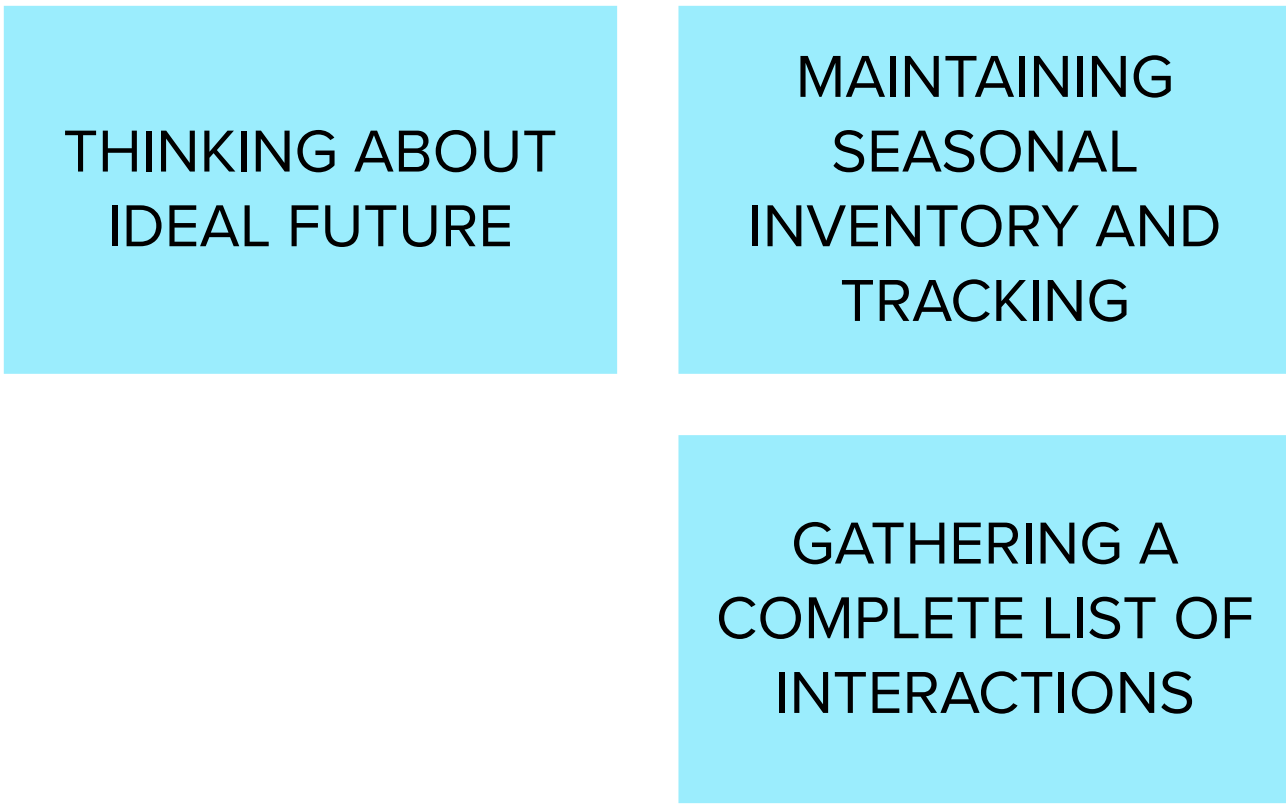 THINKING ABOUT
IDEAL FUTURE
MAINTAINING
SEASONAL
INVENTORY AND
TRACKING
GATHERING A
COMPLETE LIST OF
INTERACTIONS